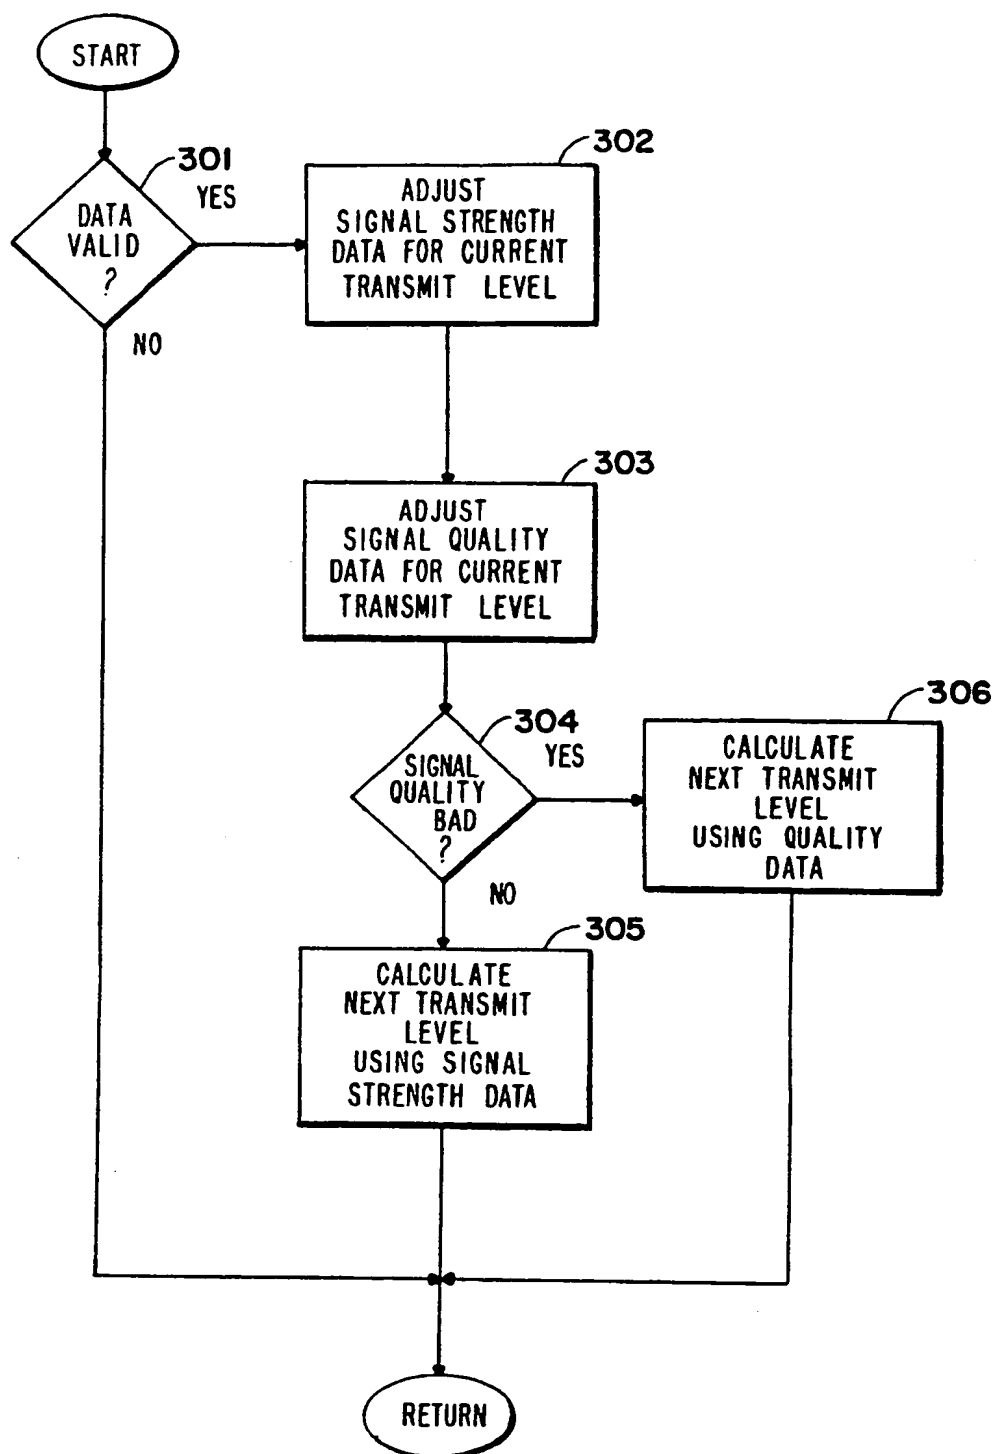 START
301
YES
DATA
VALID
?
NO
302
ADJUST
SIGNAL STRENGTH
DATA FOR CURRENT
TRANSMIT LEVEL
303
ADJUST
SIGNAL QUALITY
DATA FOR CURRENT
TRANSMIT LEVEL
304
YES
SIGNAL
QUALITY
BAD
?
NO
306
CALCULATE
NEXT TRANSMIT
LEVEL
USING QUALITY
DATA
305
CALCULATE
NEXT TRANSMIT
LEVEL
USING SIGNAL
STRENGTH DATA
RETURN